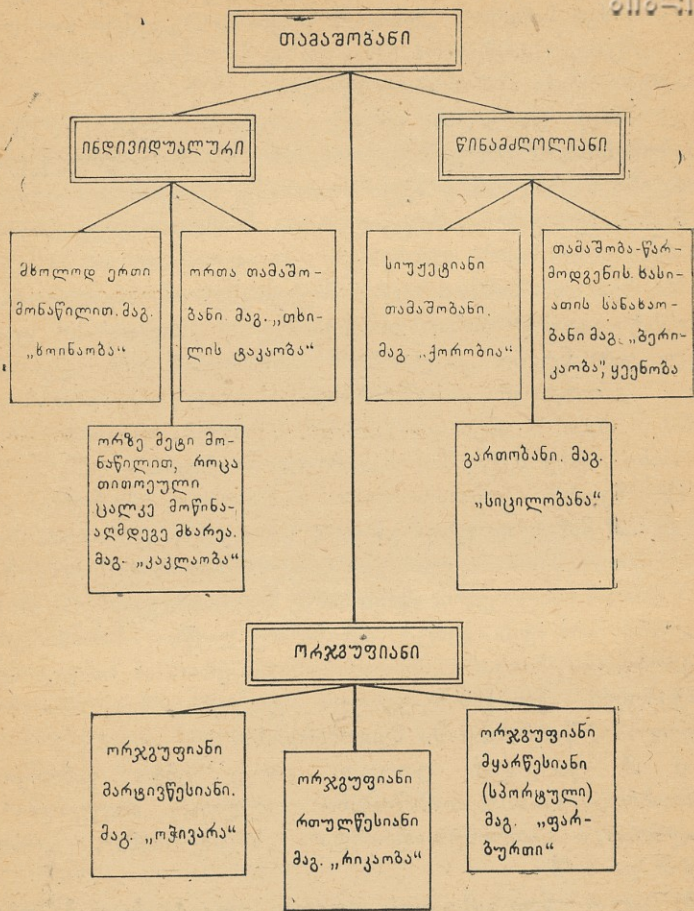 თამაშობანი
ინდივიდუალური
წინამძღოლიანი
მხოლოდ ერთი
მონაწილით. მაგ.
„ხოინაობა“
ორთა თამაშო-
ბანი. მაგ. „თხი-
ლის ტაკაობა“
სიუჟეტიანი
თამაშობანი.
მაგ. „ქორობია“
თამაშობა-წარ-
მოდგენის ხასი-
ათის სანახაო-
ბანი მაგ. „ბერი-
კაობა“, ყეენობა
ორზე მეტი მო-
ნაწილით, როცა
თითოეული
ცალკე მოწინა-
აღმდეგე მხარეა.
მაგ. „კაკლაობა“
გართობანი. მაგ.
„სიცილობანა“
ორჯგუფიანი
ორჯგუფიანი
მარტივწესიანი.
მაგ. „ოჭივარა“
ორჯგუფიანი
რთულწესიანი
მაგ. „რიკაობა“
ორჯგუფიანი
მყარწესიანი
(სპორტული)
მაგ. „ფარ-
ბურთი“